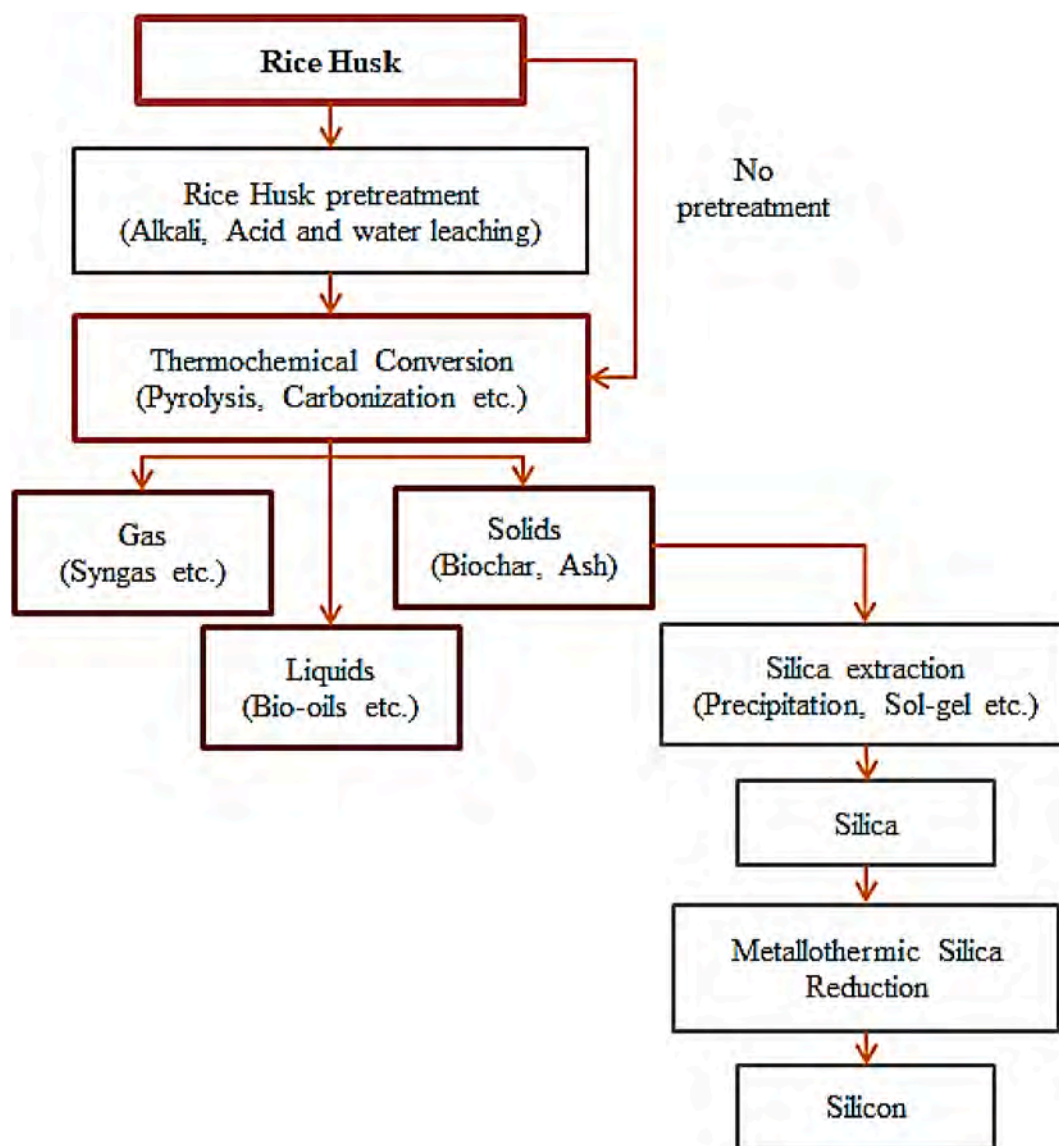 Rice Husk
No
pretreatment
Rice Husk pretreatment
(Alkali, Acid and water leaching)
Thermochemical Conversion
(Pyrolysis, Carbonization etc.)
Gas
(Syngas etc.)
Solids
(Biochar, Ash)
Liquids
(Bio-oils etc.)
Silica extraction
(Precipitation, Sol-gel etc.)
Silica
Metallothermic Silica
Reduction
Silicon